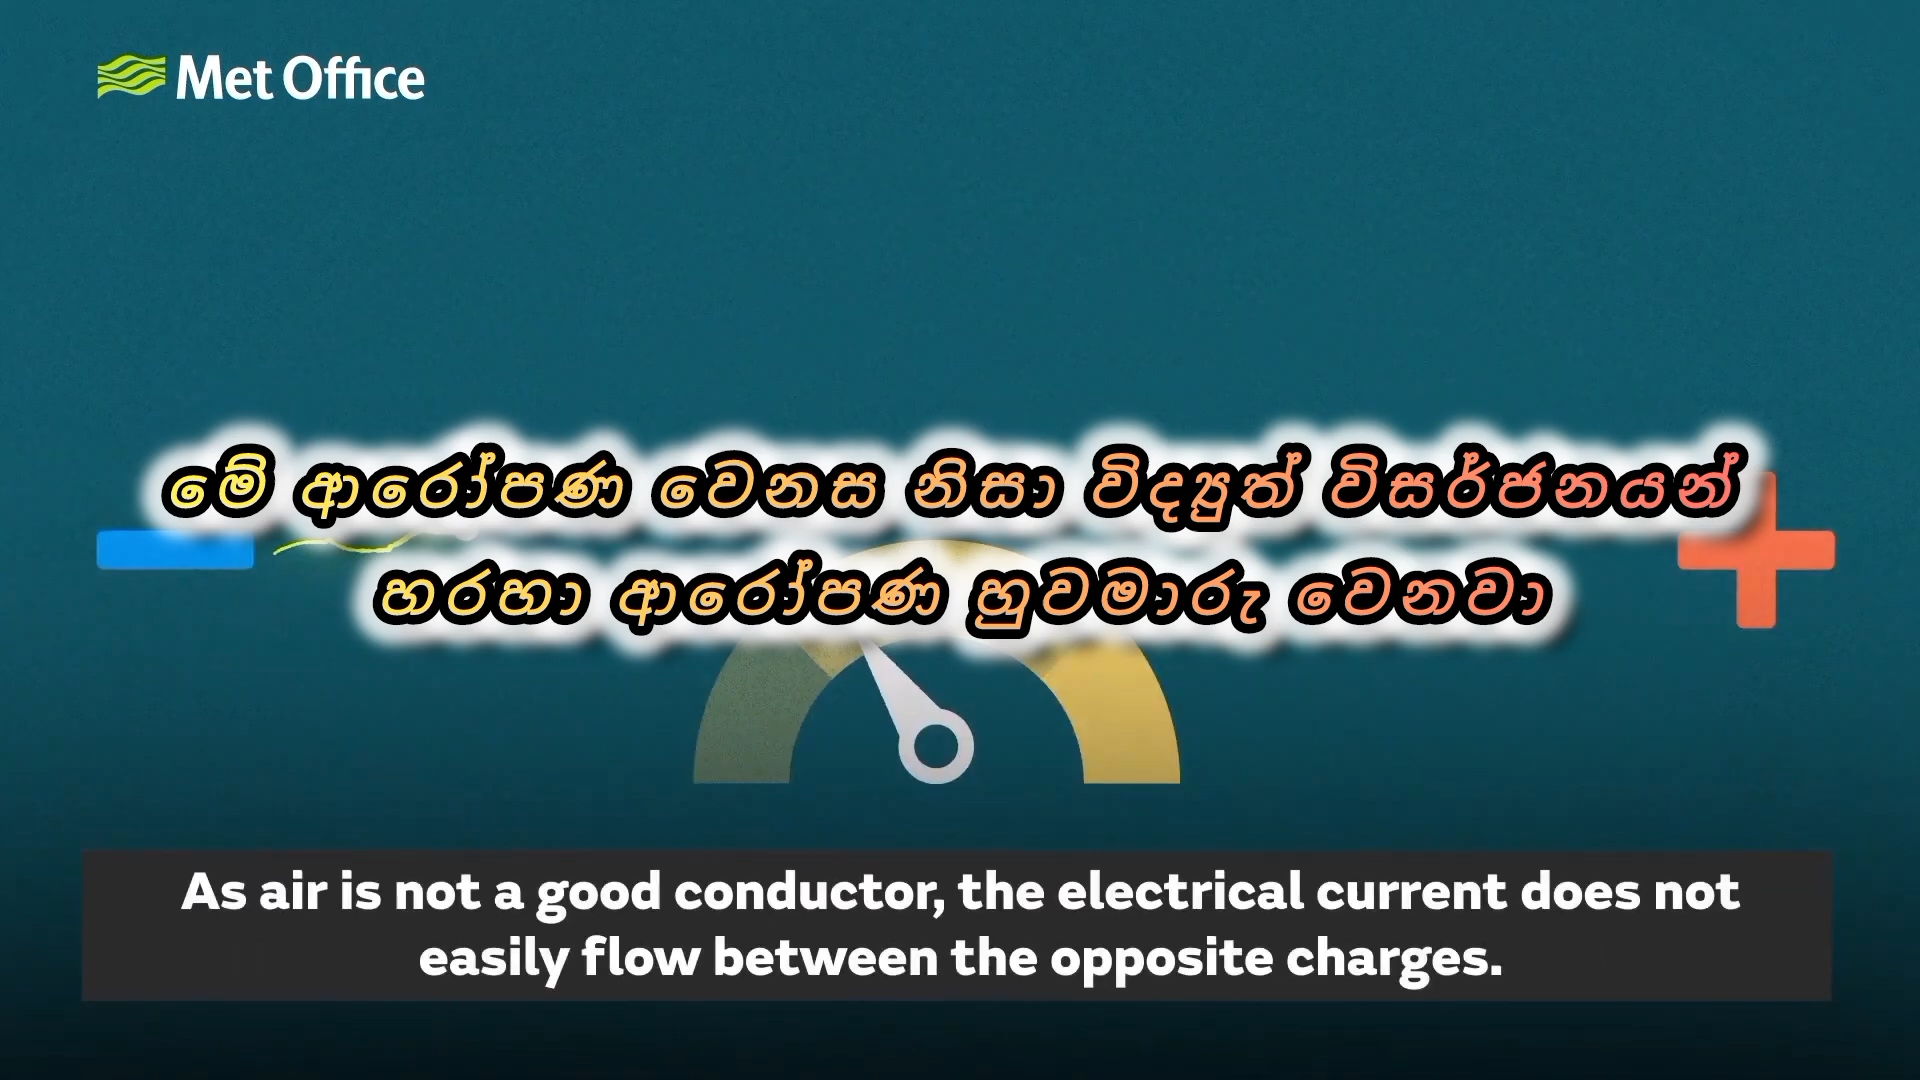 Met Office
මේ ආරෝපණ වෙනස නිසා විද්‍යුත් විසර්ජනයන්
හරහා ආරෝපණ හුවමාරු වෙනවා
As air is not a good conductor, the electrical current does not
easily flow between the opposite charges.